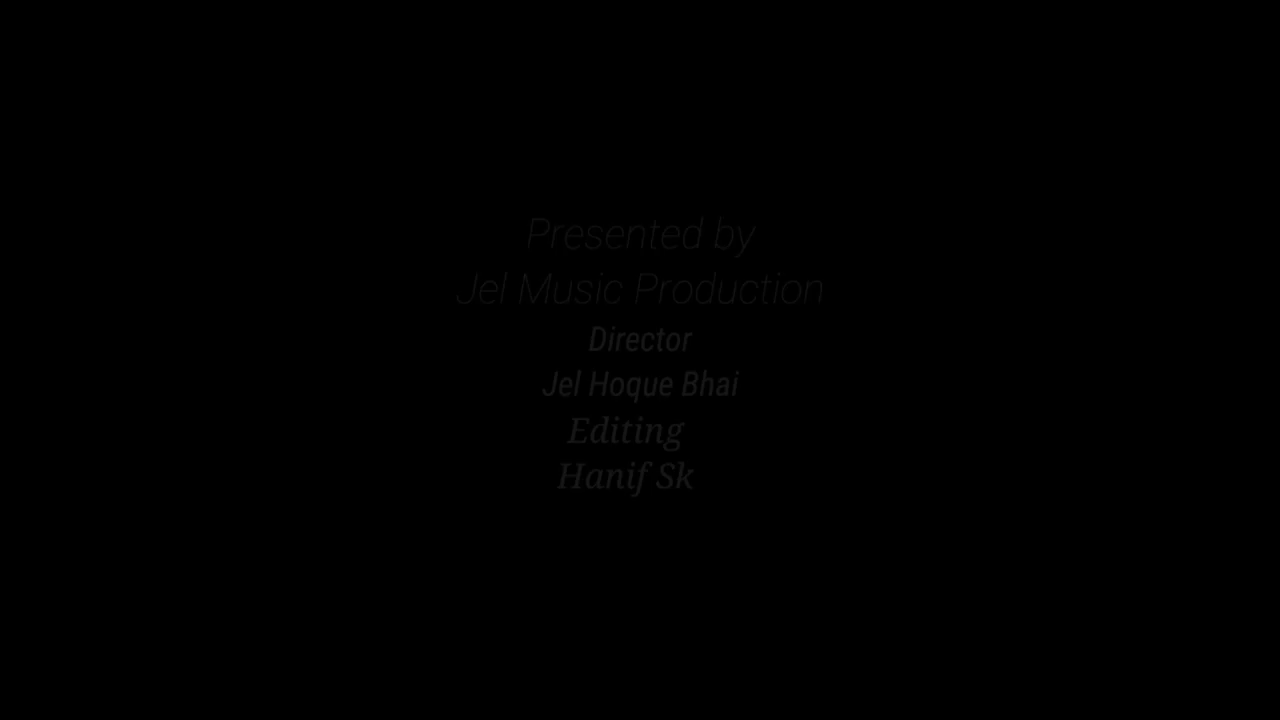 Presented by
Jel Music Production
Director
Jel Hoque Bhai
Editing
Hanif Sk